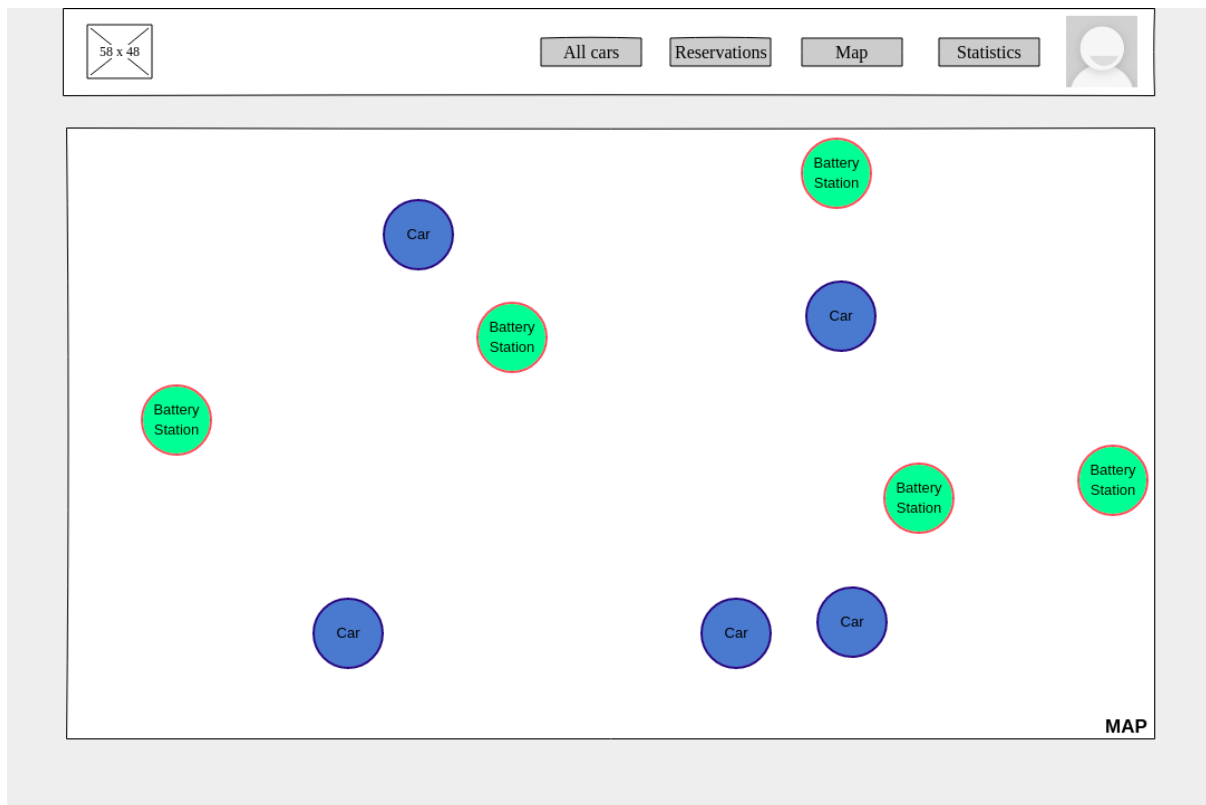 58 x 48
All cars
Reservations
Map
Statistics
Battery
Station
Car
Car
Battery
Station
Battery
Station
Battery
Station
Battery
Station
Car
Car
Car
MAP